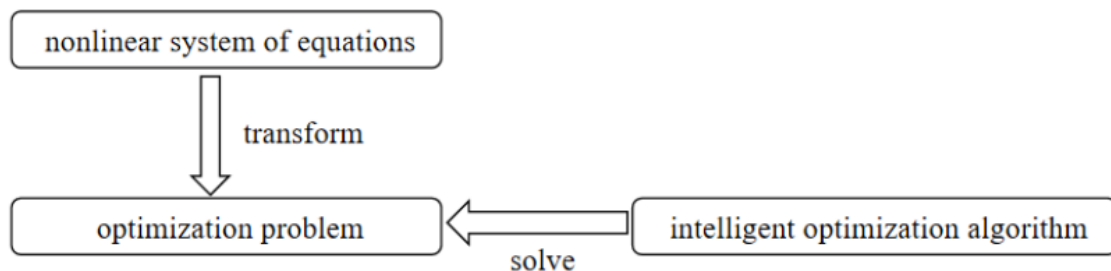 nonlinear system of equations
transform
optimization problem
intelligent optimization algorithm
solve